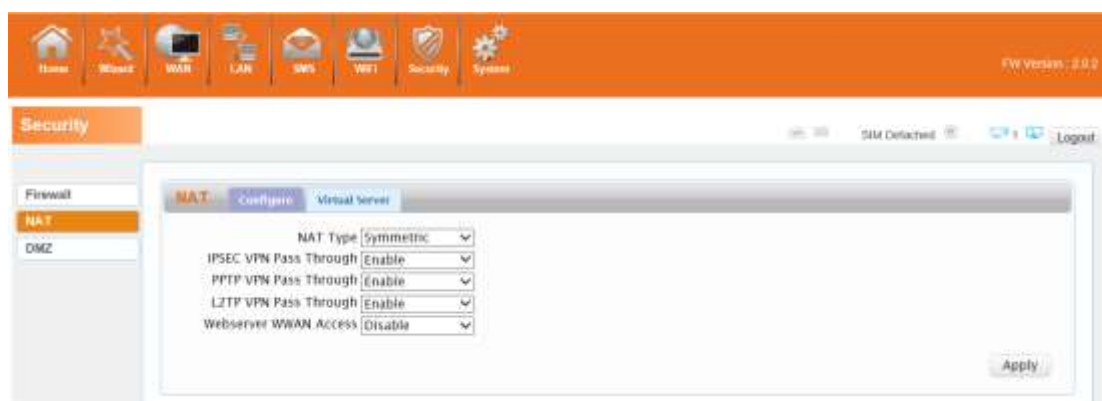 Home Wizard WAN LAN SMS WIFI Security System
FW Version : 2.0.2
Security
SIM Detached
1
Logout
Firewall
NAT
DMZ
NAT Configure Virtual Server
NAT Type Symmetric
IPSEC VPN Pass Through Enable
PPTP VPN Pass Through Enable
L2TP VPN Pass Through Enable
Webserver WWAN Access Disable
Apply